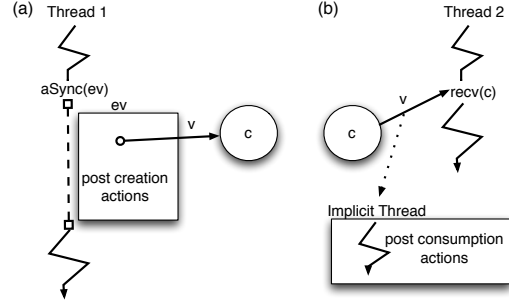 (a)
Thread 1
aSync(ev)
ev
v
c
post creation
actions
(b)
Thread 2
v
recv(c)
c
Implicit Thread
post consumption
actions